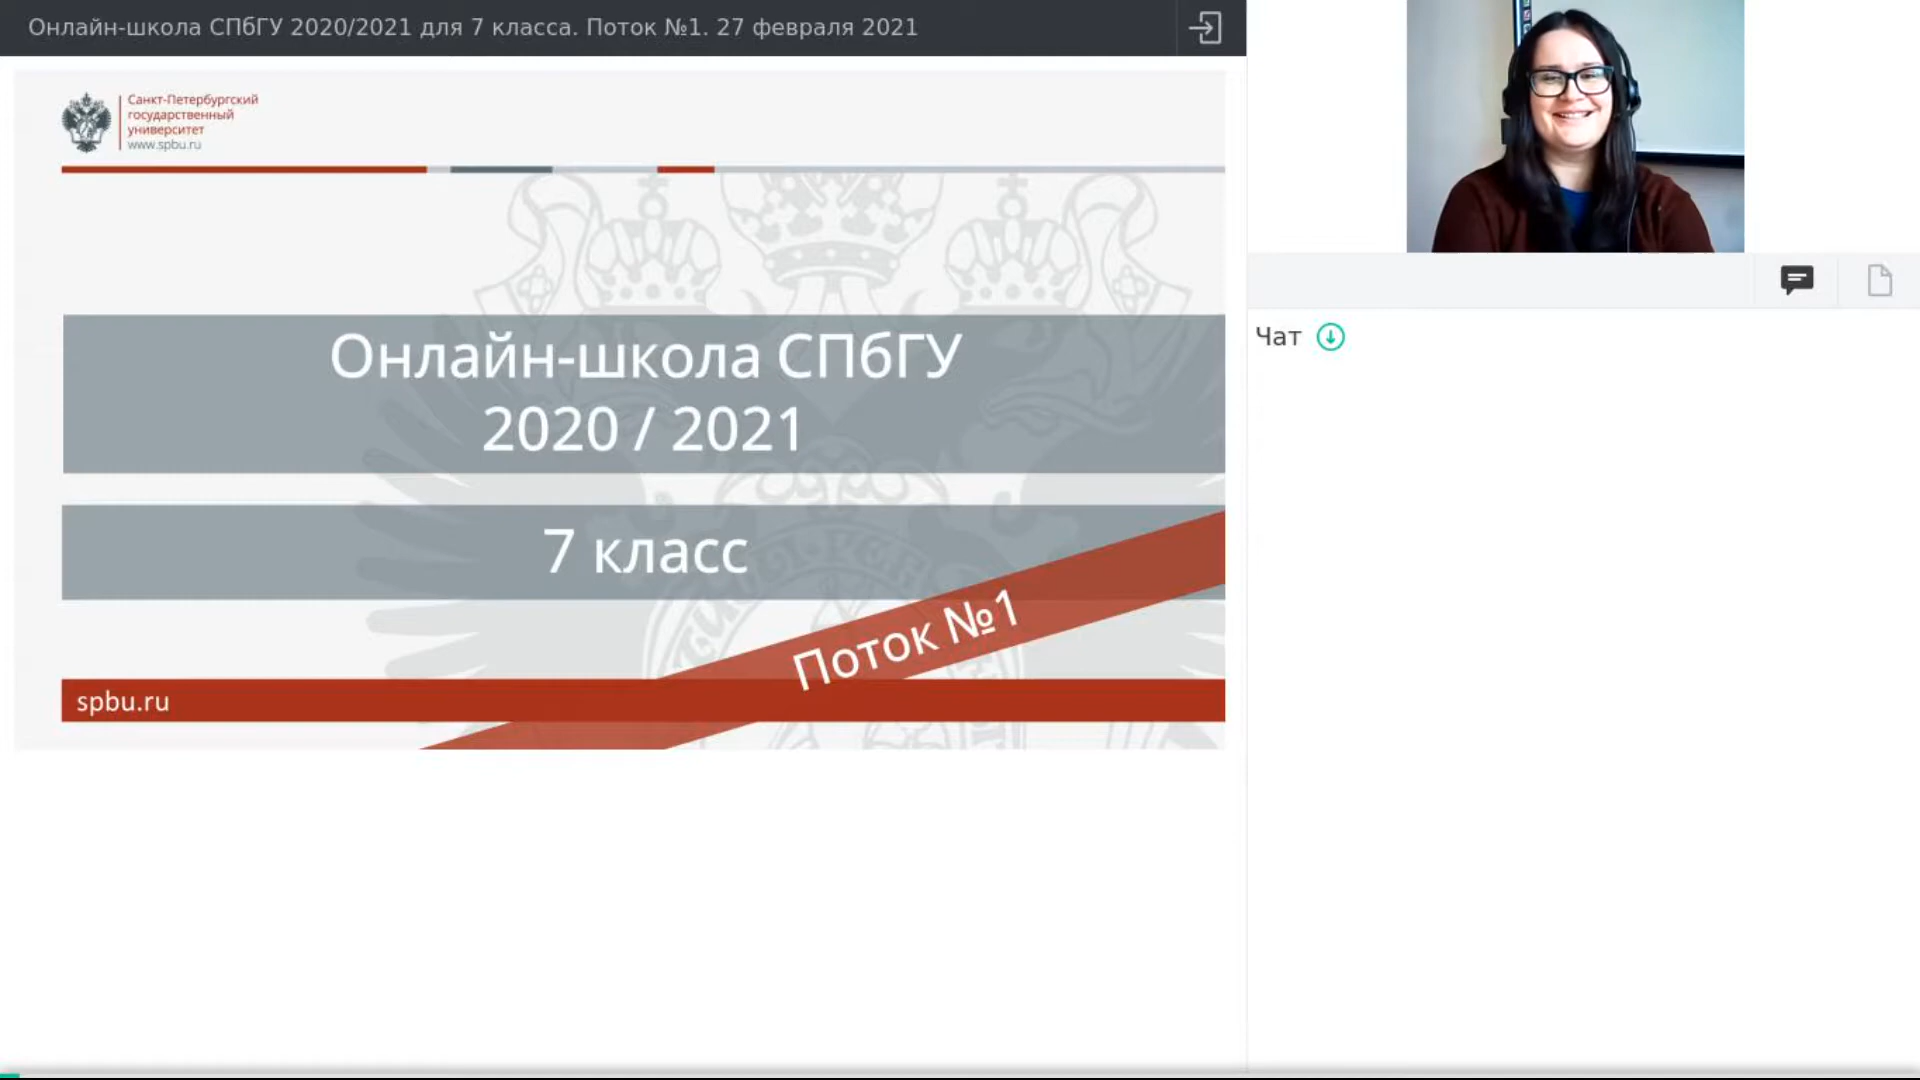 Онлайн-школа СПбГУ 2020/2021 для 7 класса. Поток №1. 27 февраля 2021
Санкт-Петербургский
государственный
университет
www.spbu.ru
Онлайн-школа СПбГУ
2020 / 2021
7 класс
Поток №1
spbu.ru
Чат